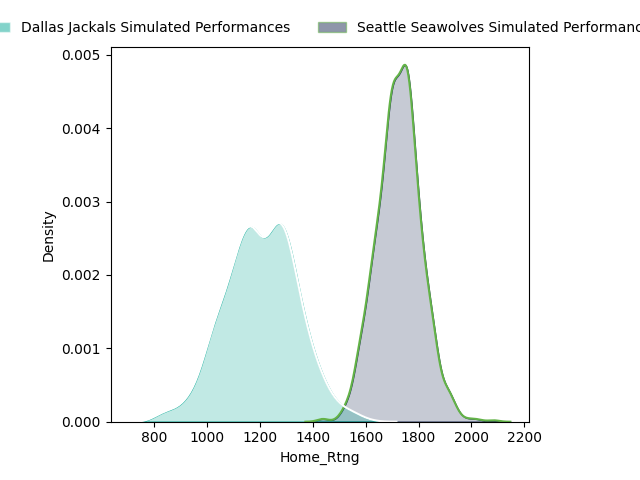 Dallas Jackals Simulated Performances
Seattle Seawolves Simulated
0.005
0.004
0.003
0.002
0.001
0.000
Density
800 1000 1200 1400 1600 1800 2000 2200
Home_Rtng